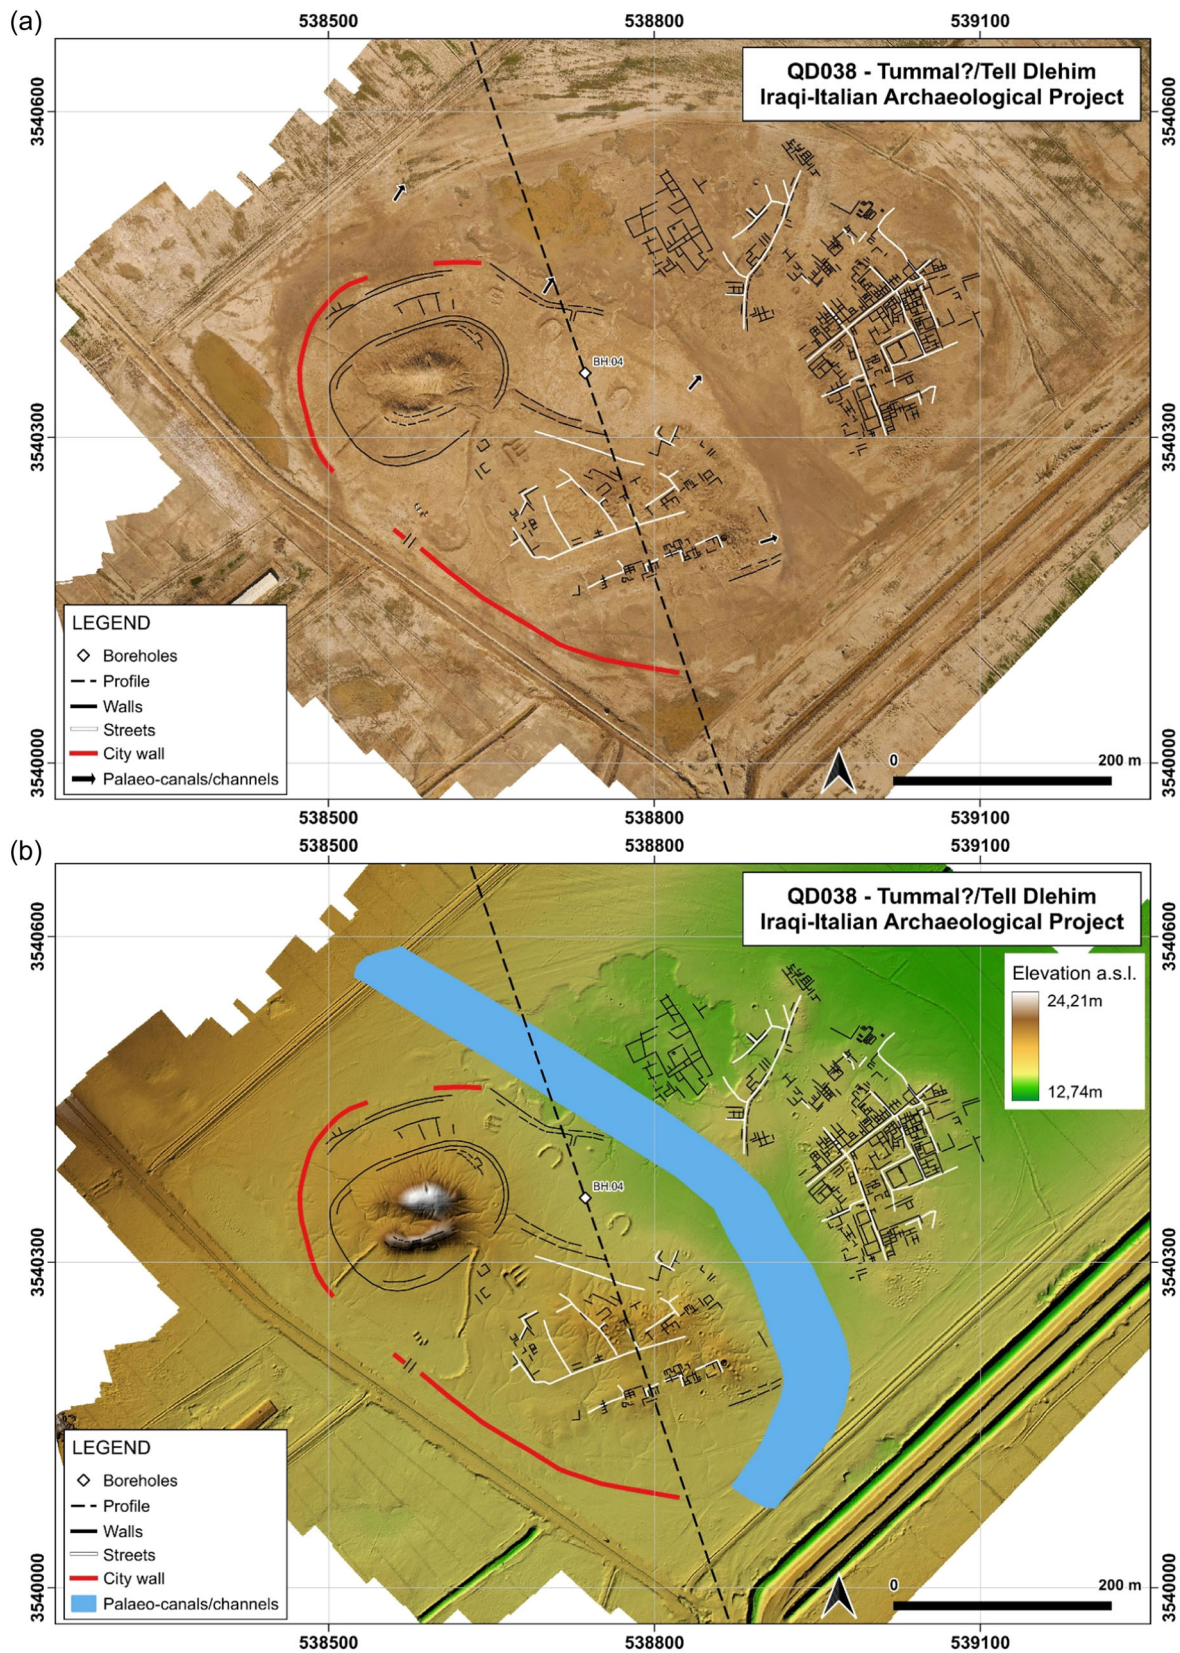 (a)
538500 538800 539100
QD038 - Tummal?/Tell Dlehim
Iraqi-Italian Archaeological Project
3540600 3540600
BH.04
3540300 3540300
LEGEND
Boreholes
Profile
Walls
Streets
City wall
Palaeo-canals/channels
3540000 3540000
0 200 m
538500 538800 539100
(b)
538500 538800 539100
QD038 - Tummal?/Tell Dlehim
Iraqi-Italian Archaeological Project
3540600 3540600
Elevation a.s.l.
24,21m
12,74m
BH.04
3540300 3540300
LEGEND
Boreholes
Profile
Walls
Streets
City wall
Palaeo-canals/channels
3540000 3540000
0 200 m
538500 538800 539100